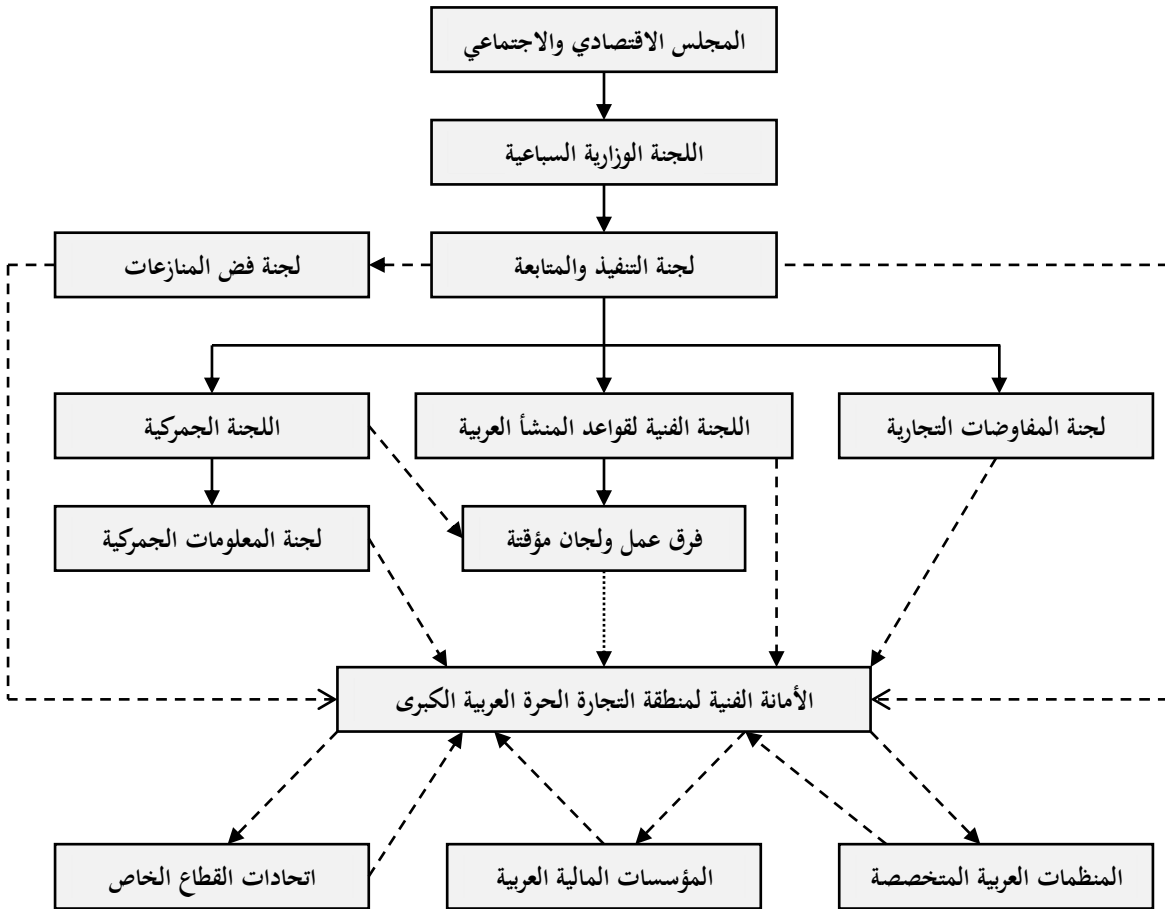 المجلس الاقتصادي والاجتماعي
اللجنة الوزارية السباعية
لجنة التنفيذ والمتابعة
لجنة فض المنازعات
لجنة المفاوضات التجارية
اللجنة الفنية لقواعد المنشأ العربية
اللجنة الجمركية
فرق عمل ولجان مؤقتة
لجنة المعلومات الجمركية
الأمانة الفنية لمنطقة التجارة الحرة العربية الكبرى
المنظمات العربية المتخصصة
المؤسسات المالية العربية
اتحادات القطاع الخاص